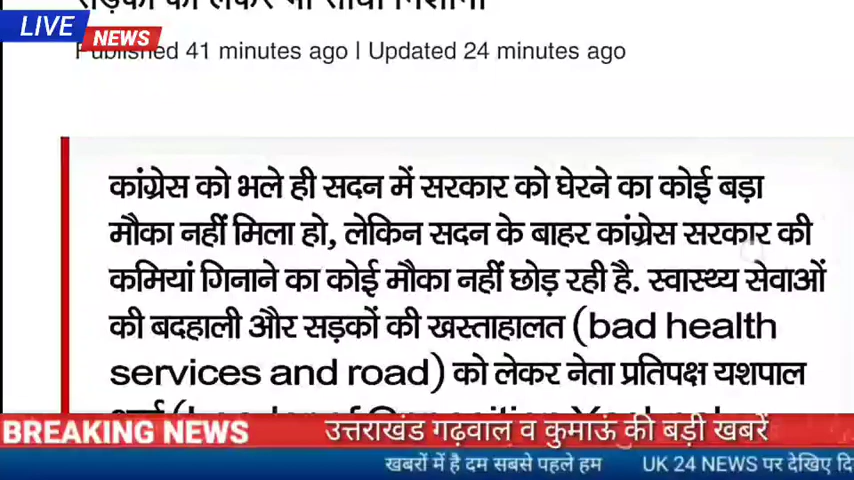 सड़कों को लेकर भी साधा निशाना
LIVE
NEWS
Published 41 minutes ago | Updated 24 minutes ago
कांग्रेस को भले ही सदन में सरकार को घेरने का कोई बड़ा
मौका नहीं मिला हो, लेकिन सदन के बाहर कांग्रेस सरकार की
कमियां गिनाने का कोई मौका नहीं छोड़ रही है. स्वास्थ्य सेवाओं
की बदहाली और सड़कों की खस्ताहालत (bad health
services and road) को लेकर नेता प्रतिपक्ष यशपाल
BREAKING NEWS
उत्तराखंड गढ़वाल व कुमाऊं की बड़ी खबरें
खबरों में है दम सबसे पहले हम
UK 24 NEWS पर देखिए दि